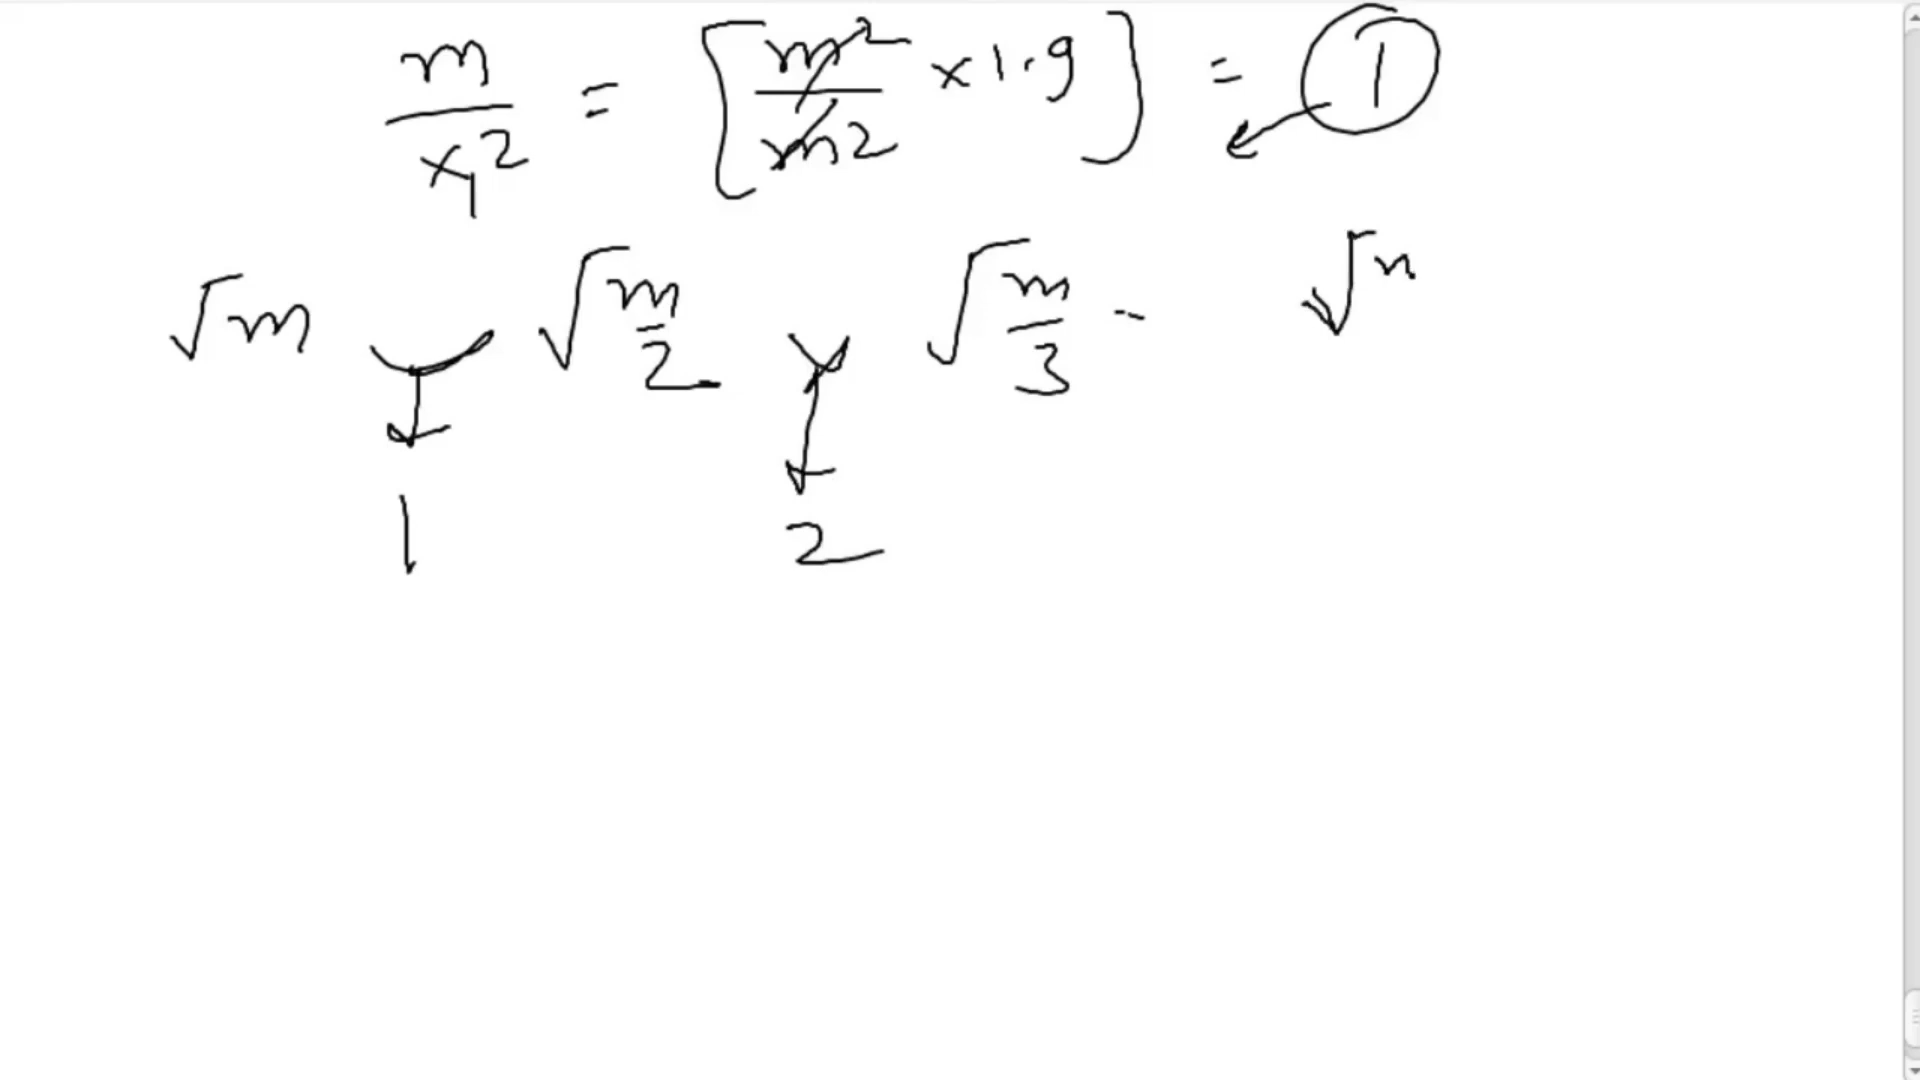 m/x₁² = [m²/m2 × 1.9] = 1
√m √m/2 √m/3 - √n
1 2